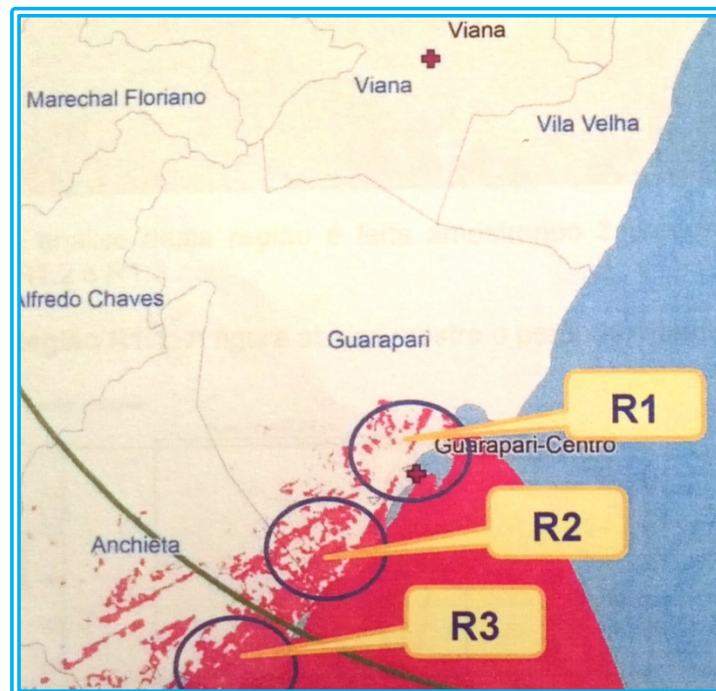 Viana
Viana
Marechal Floriano
Vila Velha
Alfredo Chaves
Guarapari
R1
Guarapari-Centro
R2
Anchieta
R3